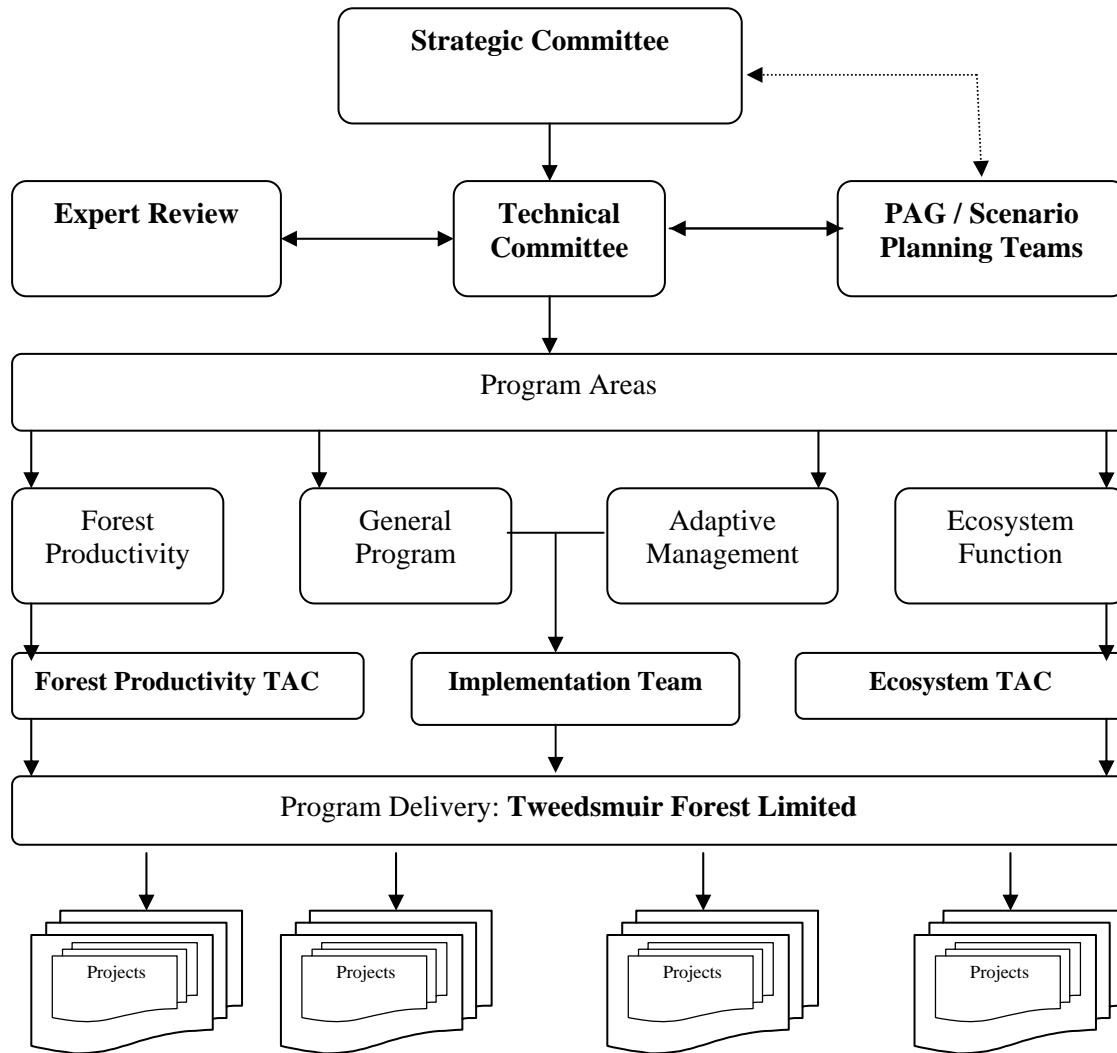 Strategic Committee
Expert Review
Technical
Committee
PAG / Scenario
Planning Teams
Program Areas
Forest
Productivity
General
Program
Adaptive
Management
Ecosystem
Function
Forest Productivity TAC
Implementation Team
Ecosystem TAC
Program Delivery: Tweedsmuir Forest Limited
Projects
Projects
Projects
Projects